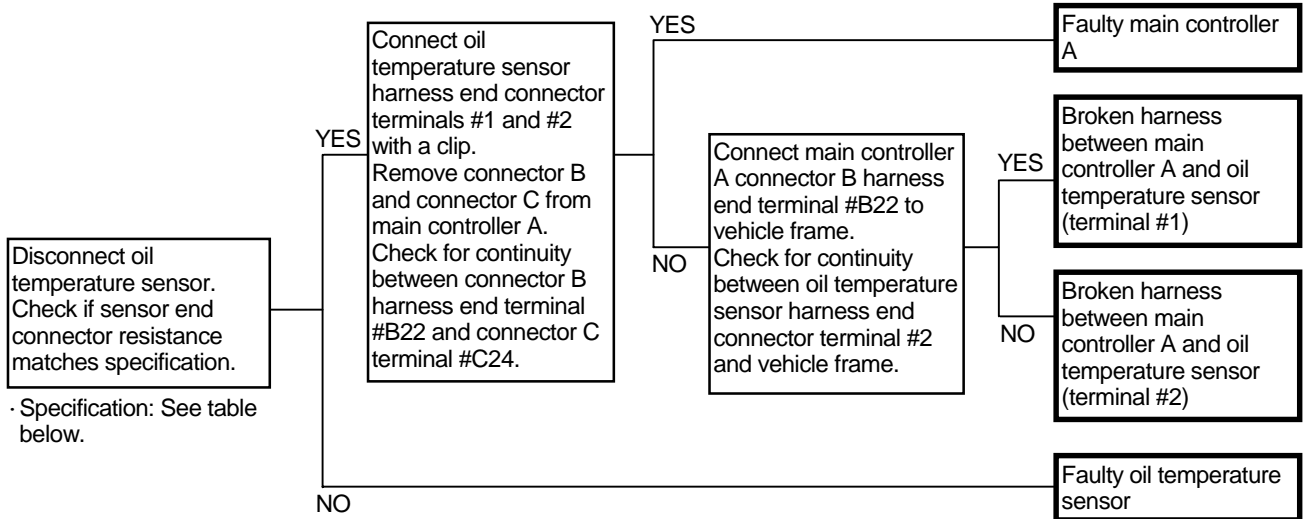 Disconnect oil
temperature sensor.
Check if sensor end
connector resistance
matches specification.
· Specification: See table
below.
YES
NO
Connect oil
temperature sensor
harness end connector
terminals #1 and #2
with a clip.
Remove connector B
and connector C from
main controller A.
Check for continuity
between connector B
harness end terminal
#B22 and connector C
terminal #C24.
YES
NO
Connect main controller
A connector B harness
end terminal #B22 to
vehicle frame.
Check for continuity
between oil temperature
sensor harness end
connector terminal #2
and vehicle frame.
YES
NO
Faulty main controller
A
Broken harness
between main
controller A and oil
temperature sensor
(terminal #1)
Broken harness
between main
controller A and oil
temperature sensor
(terminal #2)
Faulty oil temperature
sensor